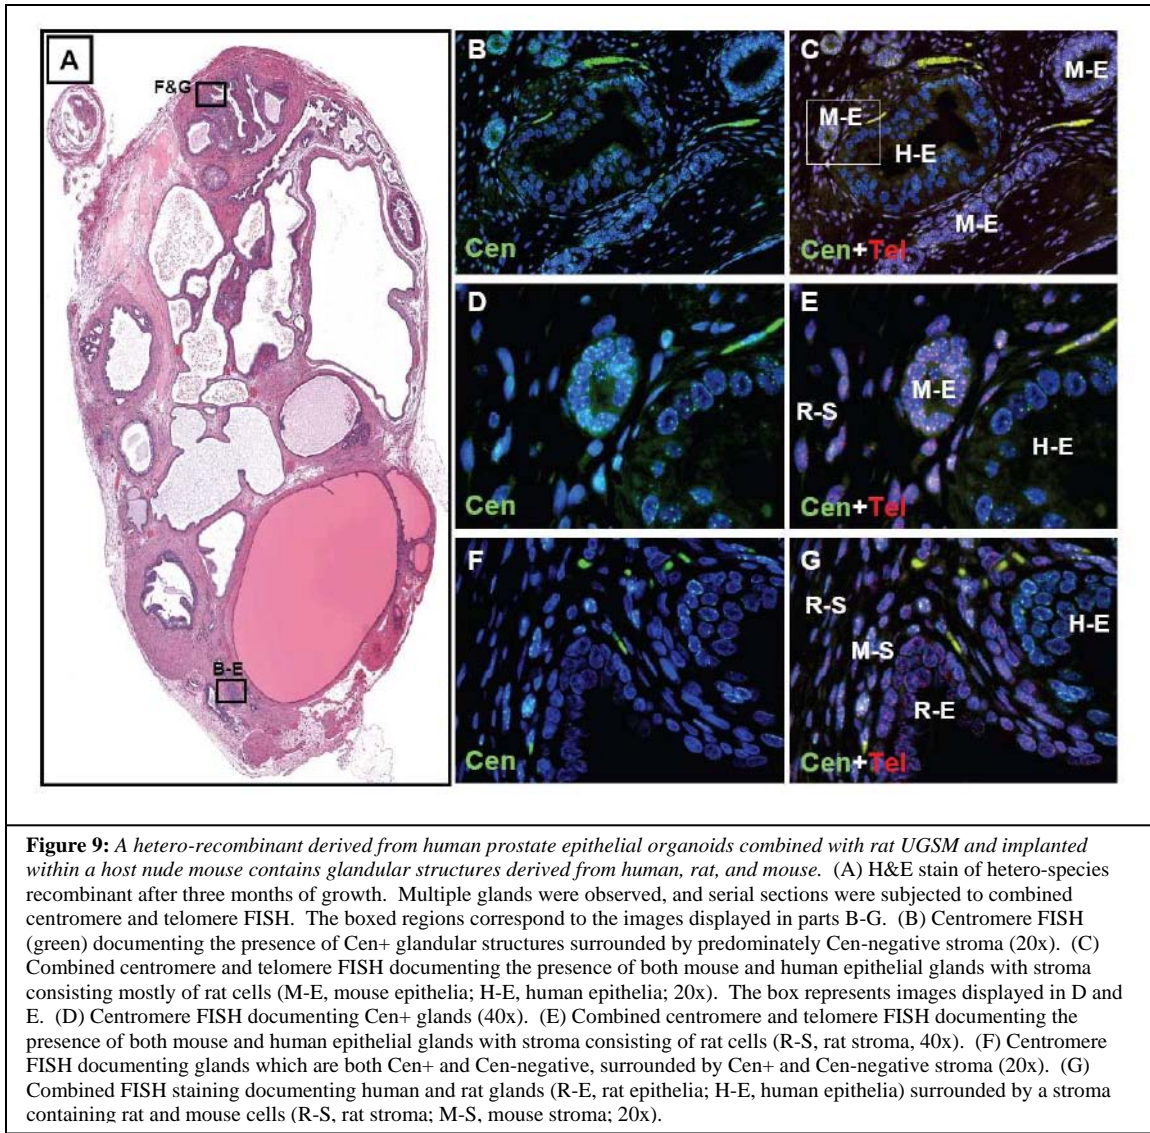 A
F&G
B-E
B
Cen
C
M-E
M-E
H-E
M-E
Cen+Tel
D
Cen
E
M-E
R-S
H-E
Cen+Tel
F
Cen
G
R-S
H-E
M-S
R-E
Cen+Tel
Figure 9: A hetero-recombinant derived from human prostate epithelial organoids combined with rat UGSM and implanted
within a host nude mouse contains glandular structures derived from human, rat, and mouse. (A) H&E stain of hetero-species
recombinant after three months of growth. Multiple glands were observed, and serial sections were subjected to combined
centromere and telomere FISH. The boxed regions correspond to the images displayed in parts B-G. (B) Centromere FISH
(green) documenting the presence of Cen+ glandular structures surrounded by predominately Cen-negative stroma (20x). (C)
Combined centromere and telomere FISH documenting the presence of both mouse and human epithelial glands with stroma
consisting mostly of rat cells (M-E, mouse epithelia; H-E, human epithelia; 20x). The box represents images displayed in D and
E. (D) Centromere FISH documenting Cen+ glands (40x). (E) Combined centromere and telomere FISH documenting the
presence of both mouse and human epithelial glands with stroma consisting of rat cells (R-S, rat stroma, 40x). (F) Centromere
FISH documenting glands which are both Cen+ and Cen-negative, surrounded by Cen+ and Cen-negative stroma (20x). (G)
Combined FISH staining documenting human and rat glands (R-E, rat epithelia; H-E, human epithelia) surrounded by a stroma
containing rat and mouse cells (R-S, rat stroma; M-S, mouse stroma; 20x).